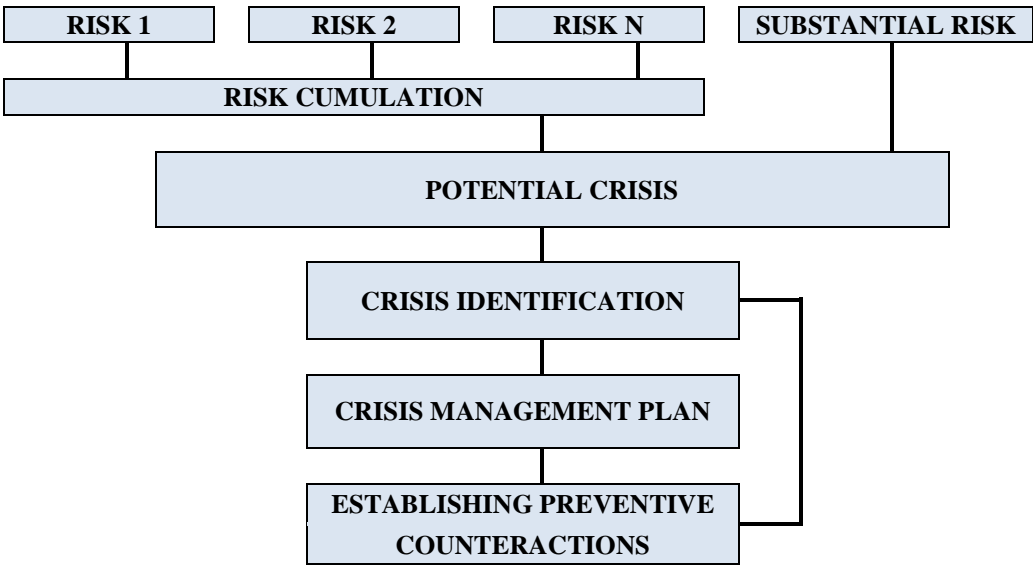 RISK 1
RISK 2
RISK N
SUBSTANTIAL RISK
RISK CUMULATION
POTENTIAL CRISIS
CRISIS IDENTIFICATION
CRISIS MANAGEMENT PLAN
ESTABLISHING PREVENTIVE
COUNTERACTIONS